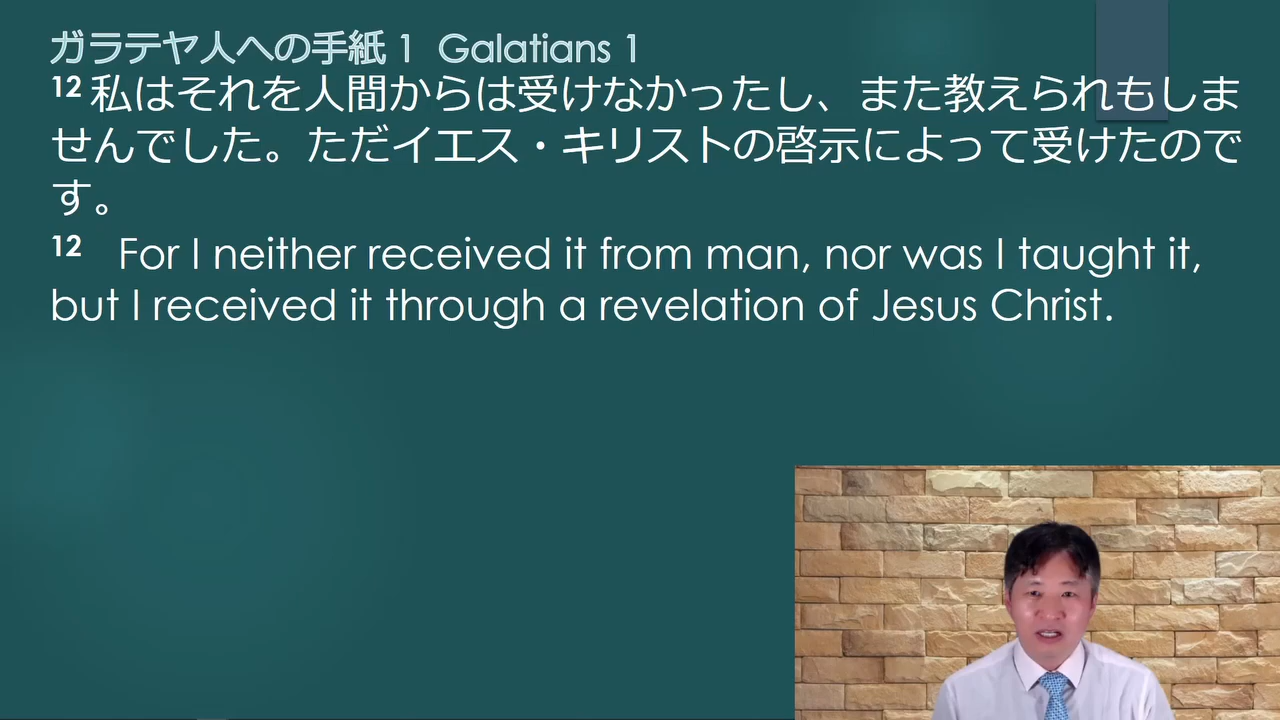 ガラテヤ人への手紙 1 Galatians 1
12 私はそれを人間からは受けなかったし、また教えられもしま
せんでした。ただイエス・キリストの啓示によって受けたので
す。
12 For I neither received it from man, nor was I taught it,
but I received it through a revelation of Jesus Christ.